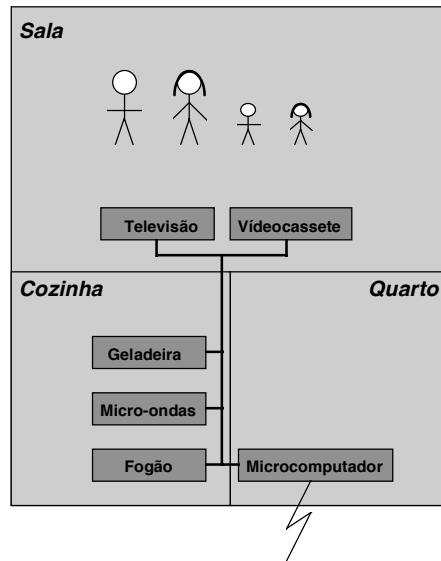 Sala
Televisão Vídeocassete
Cozinha Quarto
Geladeira
Micro-ondas
Fogão Microcomputador